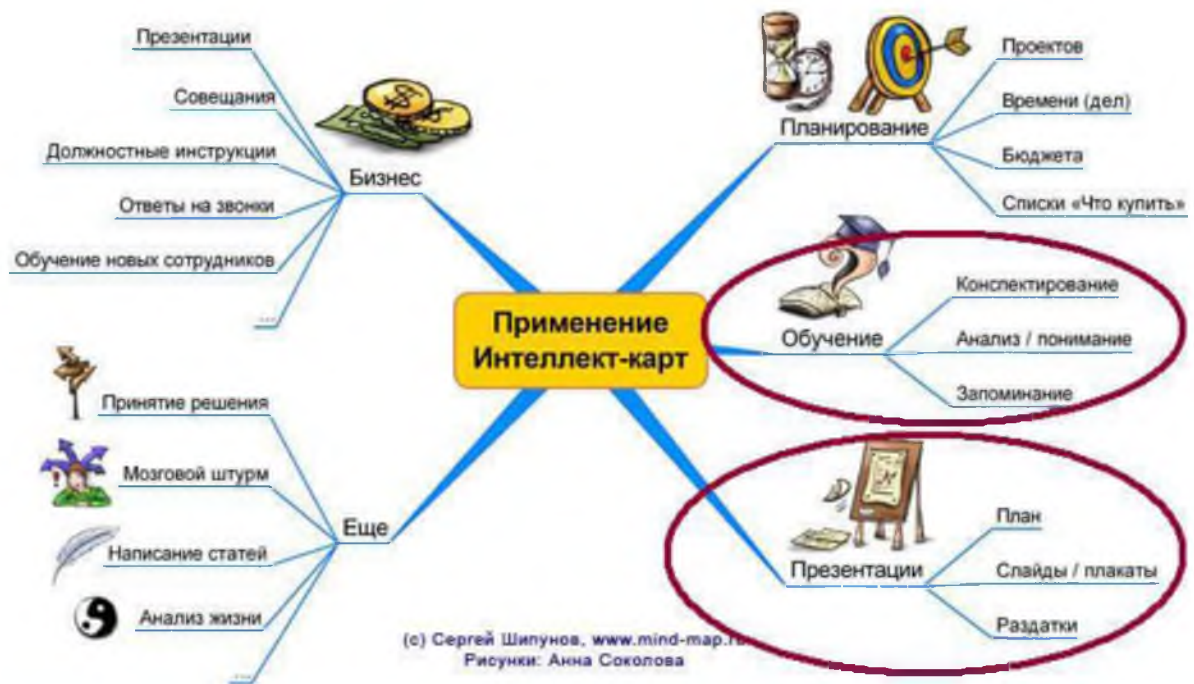 Применение
Интеллект-карт
Планирование
Проектов
Времени (дел)
Бюджета
Списки «Что купить»
Обучение
Конспектирование
Анализ / понимание
Запоминание
Презентации
План
Слайды / плакаты
Раздатки
Бизнес
Презентации
Совещания
Должностные инструкции
Ответы на звонки
Обучение новых сотрудников
...
Еще
Принятие решения
Мозговой штурм
Написание статей
Анализ жизни
...
(с) Сергей Шипунов, www.mind-map.ru
Рисунки: Анна Соколова